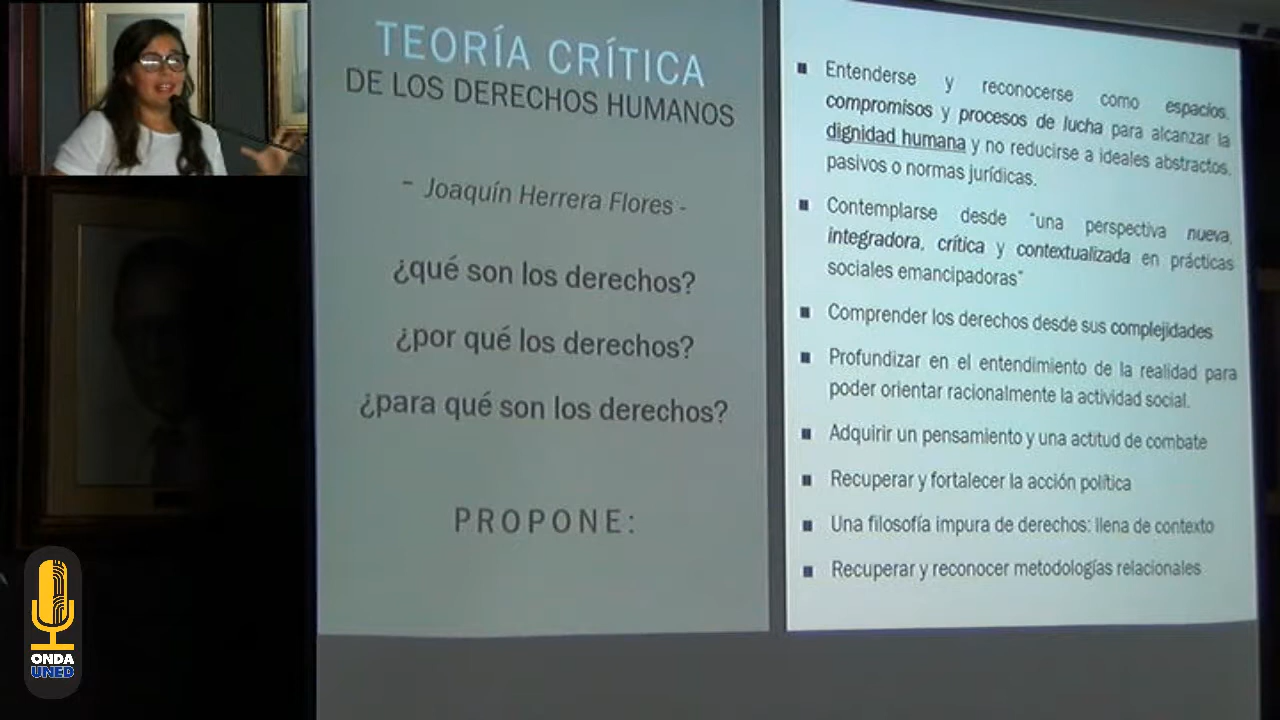 TEORÍA CRÍTICA
DE LOS DERECHOS HUMANOS
- Joaquín Herrera Flores -
¿qué son los derechos?
¿por qué los derechos?
¿para qué son los derechos?
PROPONE:
▪ Entenderse y reconocerse como espacios,
compromisos y procesos de lucha para alcanzar la
dignidad humana y no reducirse a ideales abstractos,
pasivos o normas jurídicas.
▪ Contemplarse desde "una perspectiva nueva,
integradora, crítica y contextualizada en prácticas
sociales emancipadoras"
▪ Comprender los derechos desde sus complejidades
▪ Profundizar en el entendimiento de la realidad para
poder orientar racionalmente la actividad social.
▪ Adquirir un pensamiento y una actitud de combate
▪ Recuperar y fortalecer la acción política
▪ Una filosofía impura de derechos: llena de contexto
▪ Recuperar y reconocer metodologías relacionales
ONDA
UNED